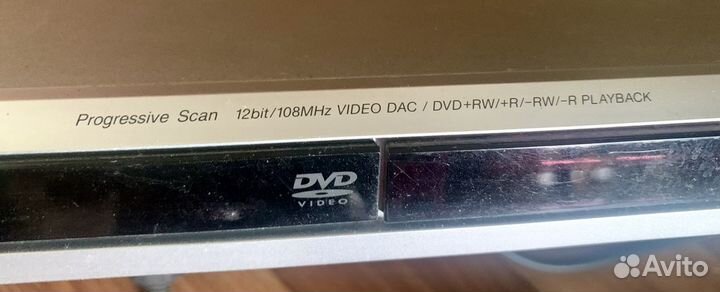 Progressive Scan 12bit/108MHz VIDEO DAC / DVD+RW/+R/-RW/-R PLAYBACK
DVD
VIDEO
Avito